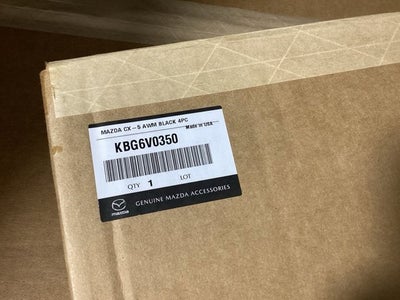 MAZDA CX-5 AWM BLACK 4PC
Made in USA
KBG6V0350
QTY 1 LOT
mazda GENUINE MAZDA ACCESSORIES